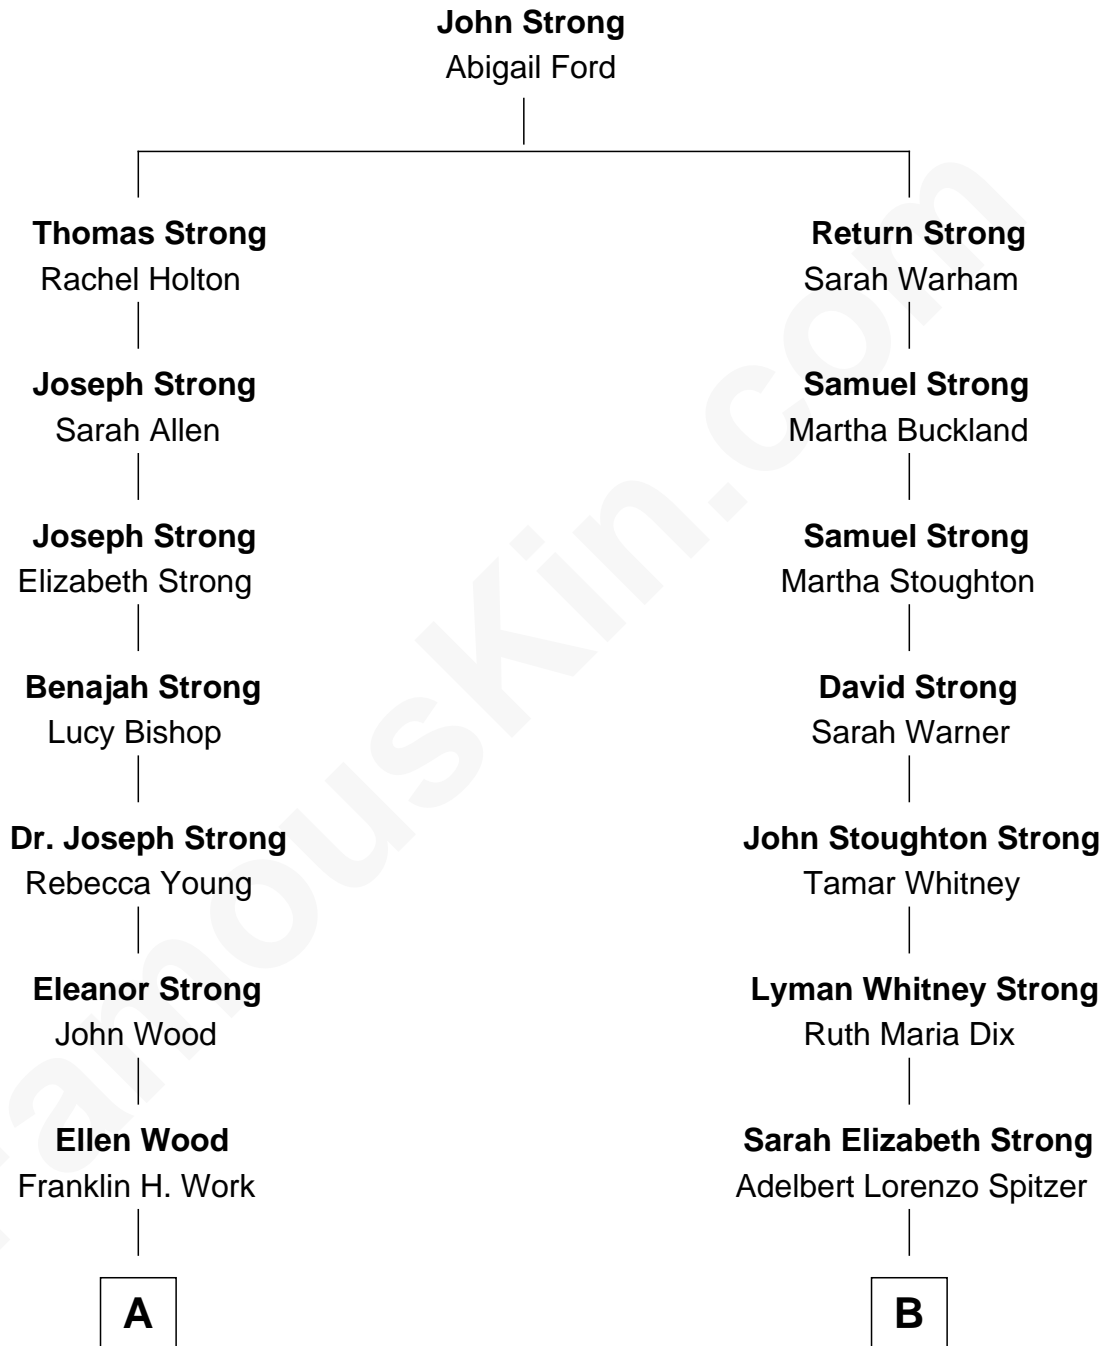 John Strong
Abigail Ford
Thomas Strong
Rachel Holton
Return Strong
Sarah Warham
Joseph Strong
Sarah Allen
Samuel Strong
Martha Buckland
Joseph Strong
Elizabeth Strong
Samuel Strong
Martha Stoughton
Benajah Strong
Lucy Bishop
David Strong
Sarah Warner
Dr. Joseph Strong
Rebecca Young
John Stoughton Strong
Tamar Whitney
Eleanor Strong
John Wood
Lyman Whitney Strong
Ruth Maria Dix
Ellen Wood
Franklin H. Work
Sarah Elizabeth Strong
Adelbert Lorenzo Spitzer
A
B
FamousKin.com